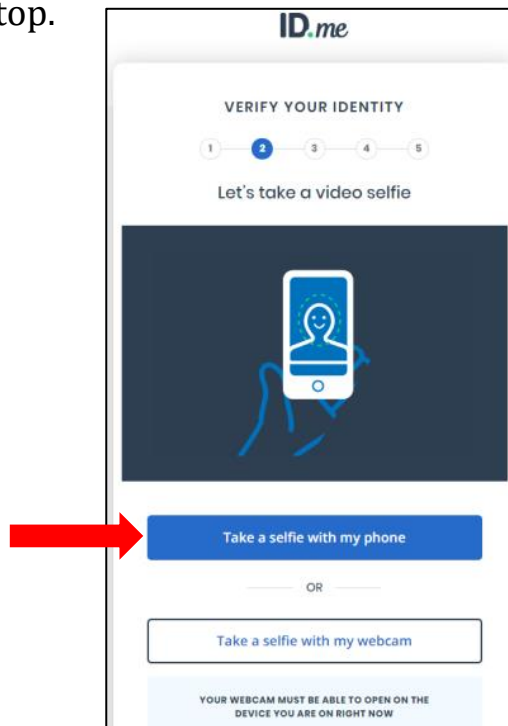 top.
ID.me
VERIFY YOUR IDENTITY
1 2 3 4 5
Let's take a video selfie
Take a selfie with my phone
OR
Take a selfie with my webcam
YOUR WEBCAM MUST BE ABLE TO OPEN ON THE
DEVICE YOU ARE ON RIGHT NOW